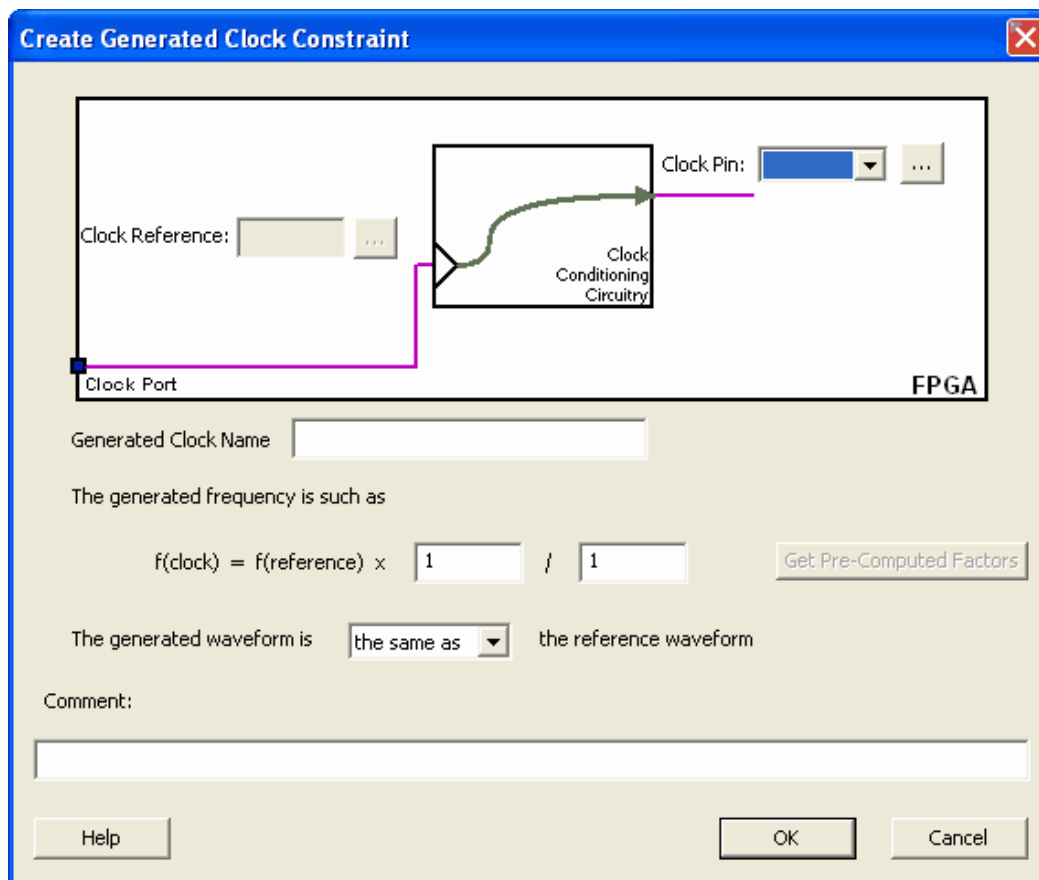 Create Generated Clock Constraint
Clock Pin:
...
Clock Reference:
...
Clock
Conditioning
Circuitry
Clock Port
FPGA
Generated Clock Name
The generated frequency is such as
f(clock) = f(reference) x 1 / 1
Get Pre-Computed Factors
The generated waveform is the same as the reference waveform
Comment:
Help
OK
Cancel